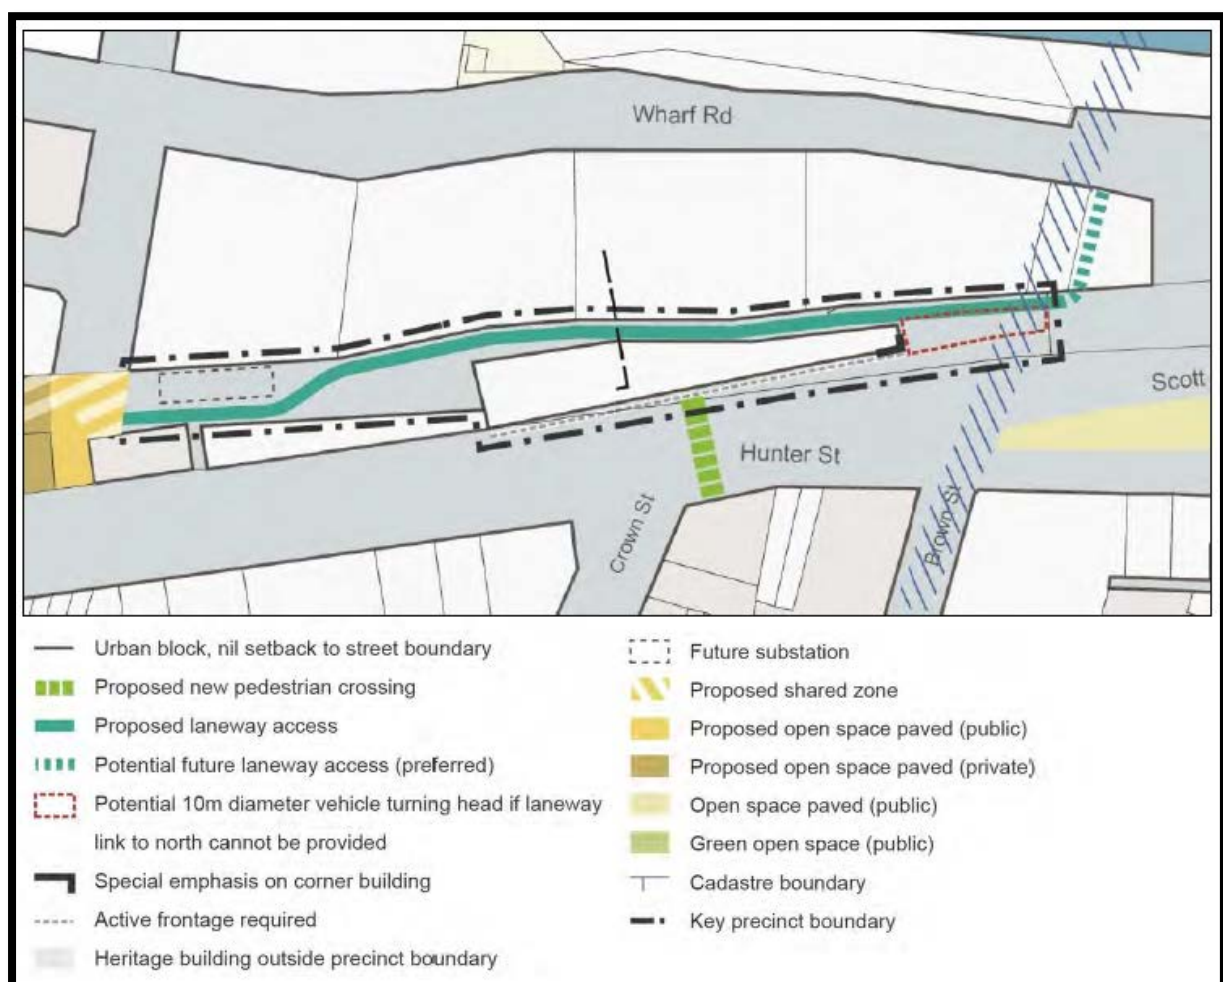 Wharf Rd
Scott
Hunter St
Crown St
Brown St
Urban block, nil setback to street boundary
Proposed new pedestrian crossing
Proposed laneway access
Potential future laneway access (preferred)
Potential 10m diameter vehicle turning head if laneway
link to north cannot be provided
Special emphasis on corner building
Active frontage required
Heritage building outside precinct boundary
Future substation
Proposed shared zone
Proposed open space paved (public)
Proposed open space paved (private)
Open space paved (public)
Green open space (public)
Cadastre boundary
Key precinct boundary